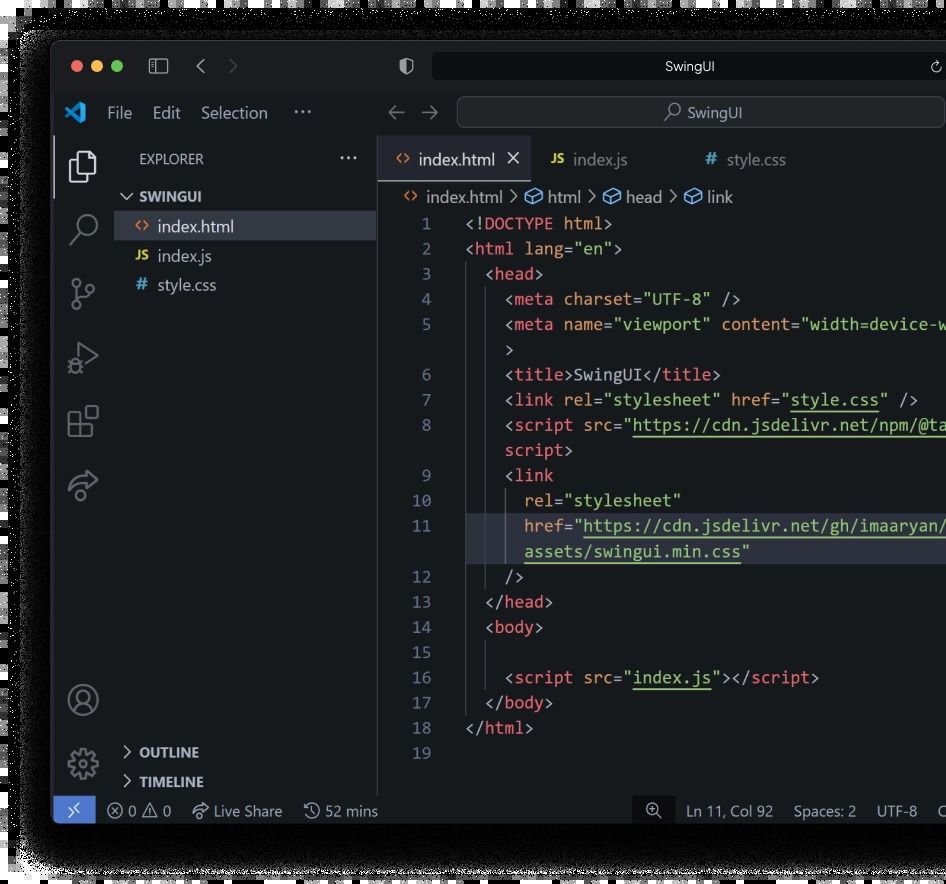 SwingUI
File Edit Selection ···
SwingUI
EXPLORER ···
SWINGUI
index.html
JS index.js
# style.css
OUTLINE
TIMELINE
index.html
JS index.js
# style.css
index.html > html > head > link
1 <!DOCTYPE html>
2 <html lang="en">
3 <head>
4 <meta charset="UTF-8" />
5 <meta name="viewport" content="width=device-w
>
6 <title>SwingUI</title>
7 <link rel="stylesheet" href="style.css" />
8 <script src="https://cdn.jsdelivr.net/npm/@ta
script>
9 <link
10 rel="stylesheet"
11 href="https://cdn.jsdelivr.net/gh/imaaryan/
assets/swingui.min.css"
12 />
13 </head>
14 <body>
15
16 <script src="index.js"></script>
17 </body>
18 </html>
19
0 0 Live Share 52 mins
Ln 11, Col 92 Spaces: 2 UTF-8